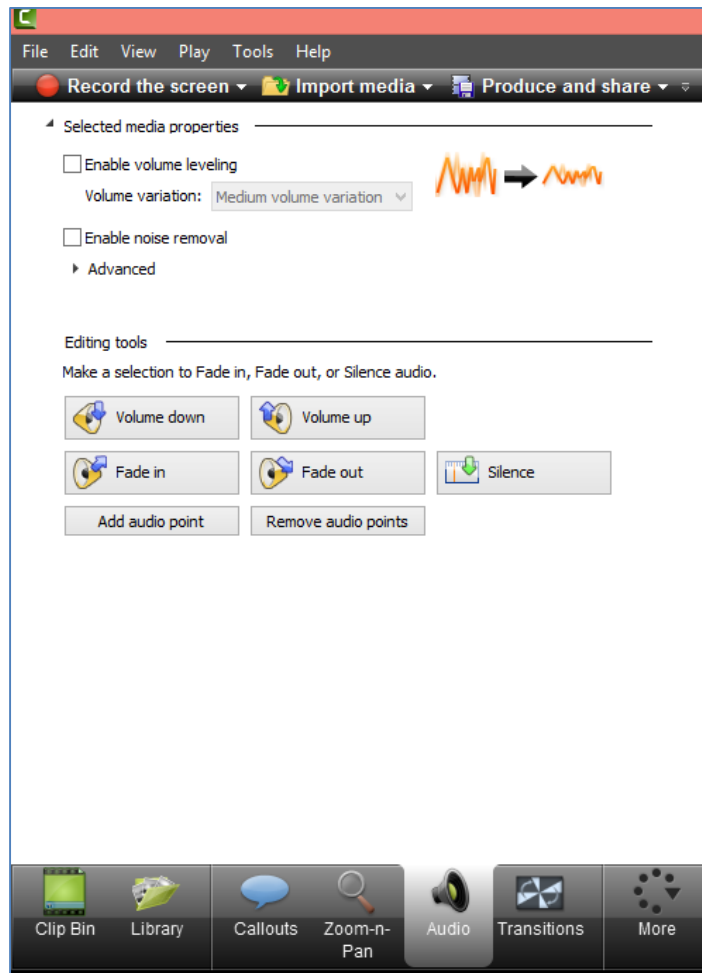 File Edit View Play Tools Help
Record the screen Import media Produce and share
Selected media properties
Enable volume leveling
Volume variation: Medium volume variation
Enable noise removal
Advanced
Editing tools
Make a selection to Fade in, Fade out, or Silence audio.
Volume down Volume up
Fade in Fade out Silence
Add audio point Remove audio points
Clip Bin Library Callouts Zoom-n- Audio Transitions More
Pan